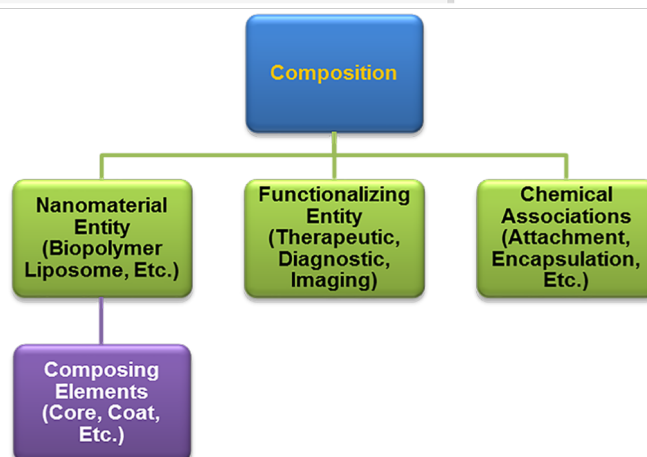 Composition
Nanomaterial
Entity
(Biopolymer
Liposome, Etc.)
Functionalizing
Entity
(Therapeutic,
Diagnostic,
Imaging)
Chemical
Associations
(Attachment,
Encapsulation,
Etc.)
Composing
Elements
(Core, Coat,
Etc.)